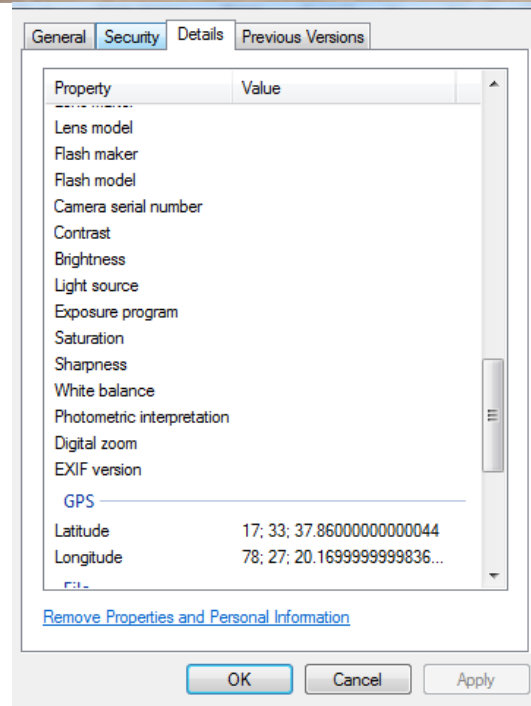 General Security Details Previous Versions
Property Value
Lens model
Flash maker
Flash model
Camera serial number
Contrast
Brightness
Light source
Exposure program
Saturation
Sharpness
White balance
Photometric interpretation
Digital zoom
EXIF version
GPS
Latitude 17; 33; 37.86000000000044
Longitude 78; 27; 20.1699999999836...
Remove Properties and Personal Information
OK Cancel Apply